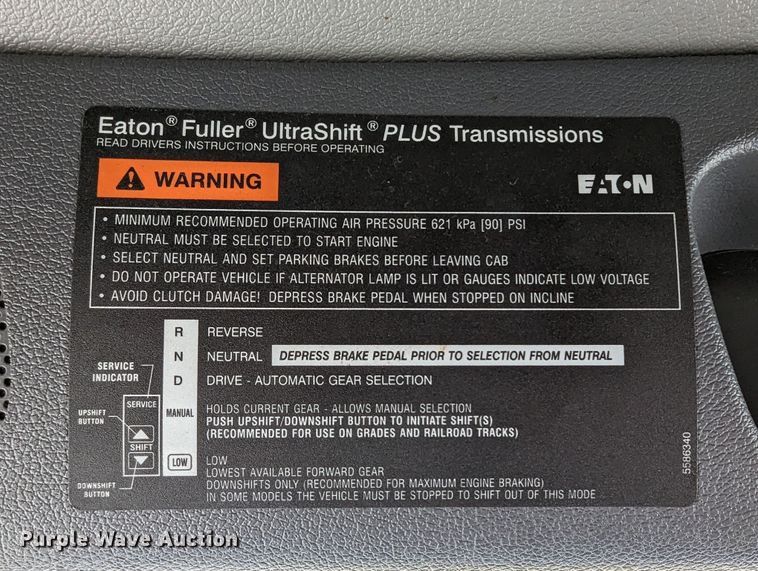 Eaton® Fuller® UltraShift® PLUS Transmissions
READ DRIVERS INSTRUCTIONS BEFORE OPERATING
WARNING
EATON
• MINIMUM RECOMMENDED OPERATING AIR PRESSURE 621 kPa [90] PSI
• NEUTRAL MUST BE SELECTED TO START ENGINE
• SELECT NEUTRAL AND SET PARKING BRAKES BEFORE LEAVING CAB
• DO NOT OPERATE VEHICLE IF ALTERNATOR LAMP IS LIT OR GAUGES INDICATE LOW VOLTAGE
• AVOID CLUTCH DAMAGE! DEPRESS BRAKE PEDAL WHEN STOPPED ON INCLINE
R REVERSE
N NEUTRAL DEPRESS BRAKE PEDAL PRIOR TO SELECTION FROM NEUTRAL
D DRIVE - AUTOMATIC GEAR SELECTION
SERVICE
INDICATOR
SERVICE
UPSHIFT
BUTTON
SHIFT
DOWNSHIFT
BUTTON
MANUAL
HOLDS CURRENT GEAR - ALLOWS MANUAL SELECTION
PUSH UPSHIFT/DOWNSHIFT BUTTON TO INITIATE SHIFT(S)
(RECOMMENDED FOR USE ON GRADES AND RAILROAD TRACKS)
LOW LOW
LOWEST AVAILABLE FORWARD GEAR
DOWNSHIFTS ONLY (RECOMMENDED FOR MAXIMUM ENGINE BRAKING)
IN SOME MODELS THE VEHICLE MUST BE STOPPED TO SHIFT OUT OF THIS MODE
5586340
Purple Wave Auction